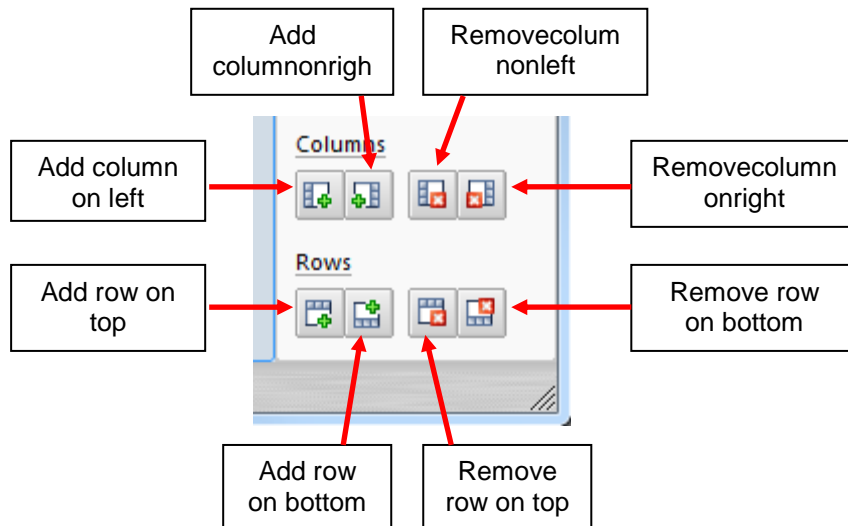 Add
columnonrigh
Removecolum
nonleft
Add column
on left
Columns
Removecolumn
onright
Rows
Add row on
top
Remove row
on bottom
Add row
on bottom
Remove
row on top